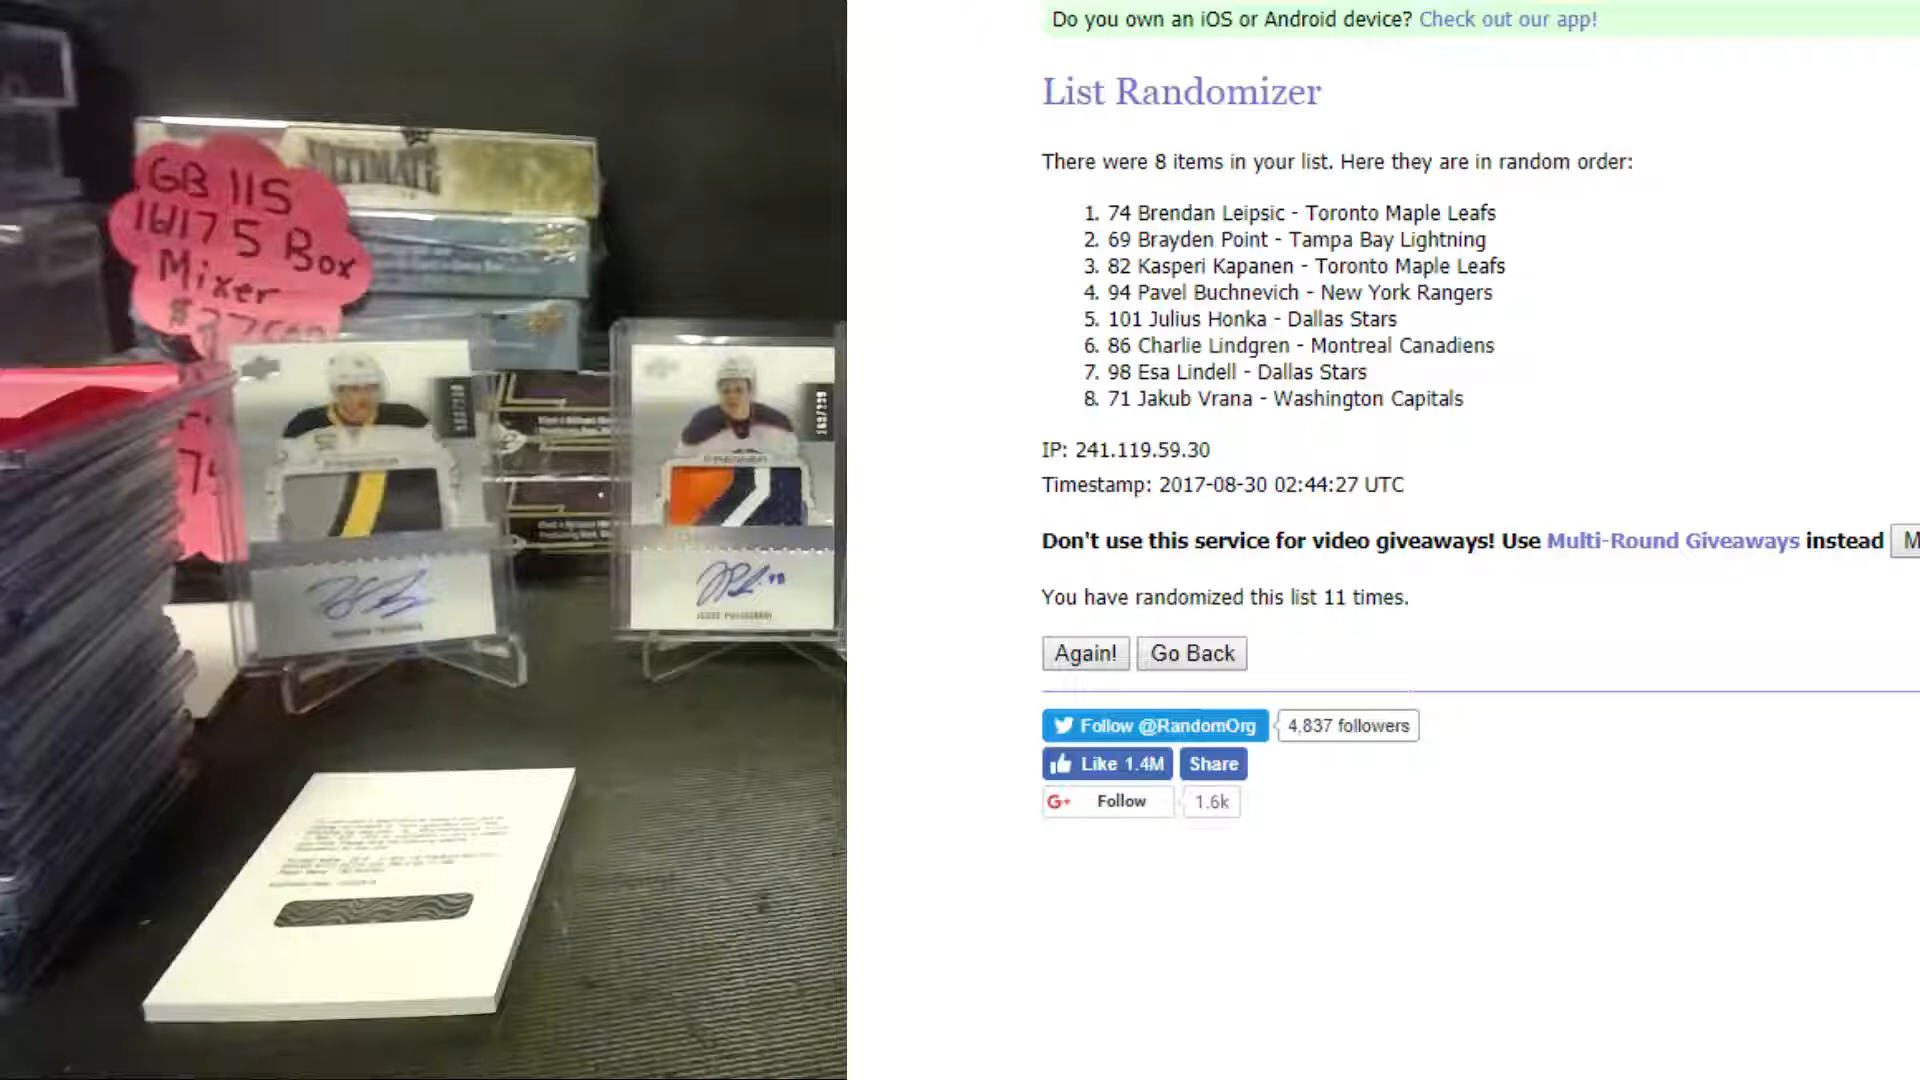 ULTIMATE
GB 115
1617 5 Box
Mixer
Do you own an iOS or Android device? Check out our app!
List Randomizer
There were 8 items in your list. Here they are in random order:
1. 74 Brendan Leipsic - Toronto Maple Leafs
2. 69 Brayden Point - Tampa Bay Lightning
3. 82 Kasperi Kapanen - Toronto Maple Leafs
4. 94 Pavel Buchnevich - New York Rangers
5. 101 Julius Honka - Dallas Stars
6. 86 Charlie Lindgren - Montreal Canadiens
7. 98 Esa Lindell - Dallas Stars
8. 71 Jakub Vrana - Washington Capitals
IP: 241.119.59.30
Timestamp: 2017-08-30 02:44:27 UTC
Don't use this service for video giveaways! Use Multi-Round Giveaways instead M
You have randomized this list 11 times.
Again! Go Back
Follow @RandomOrg 4,837 followers
Like 1.4M Share
G+ Follow 1.6k